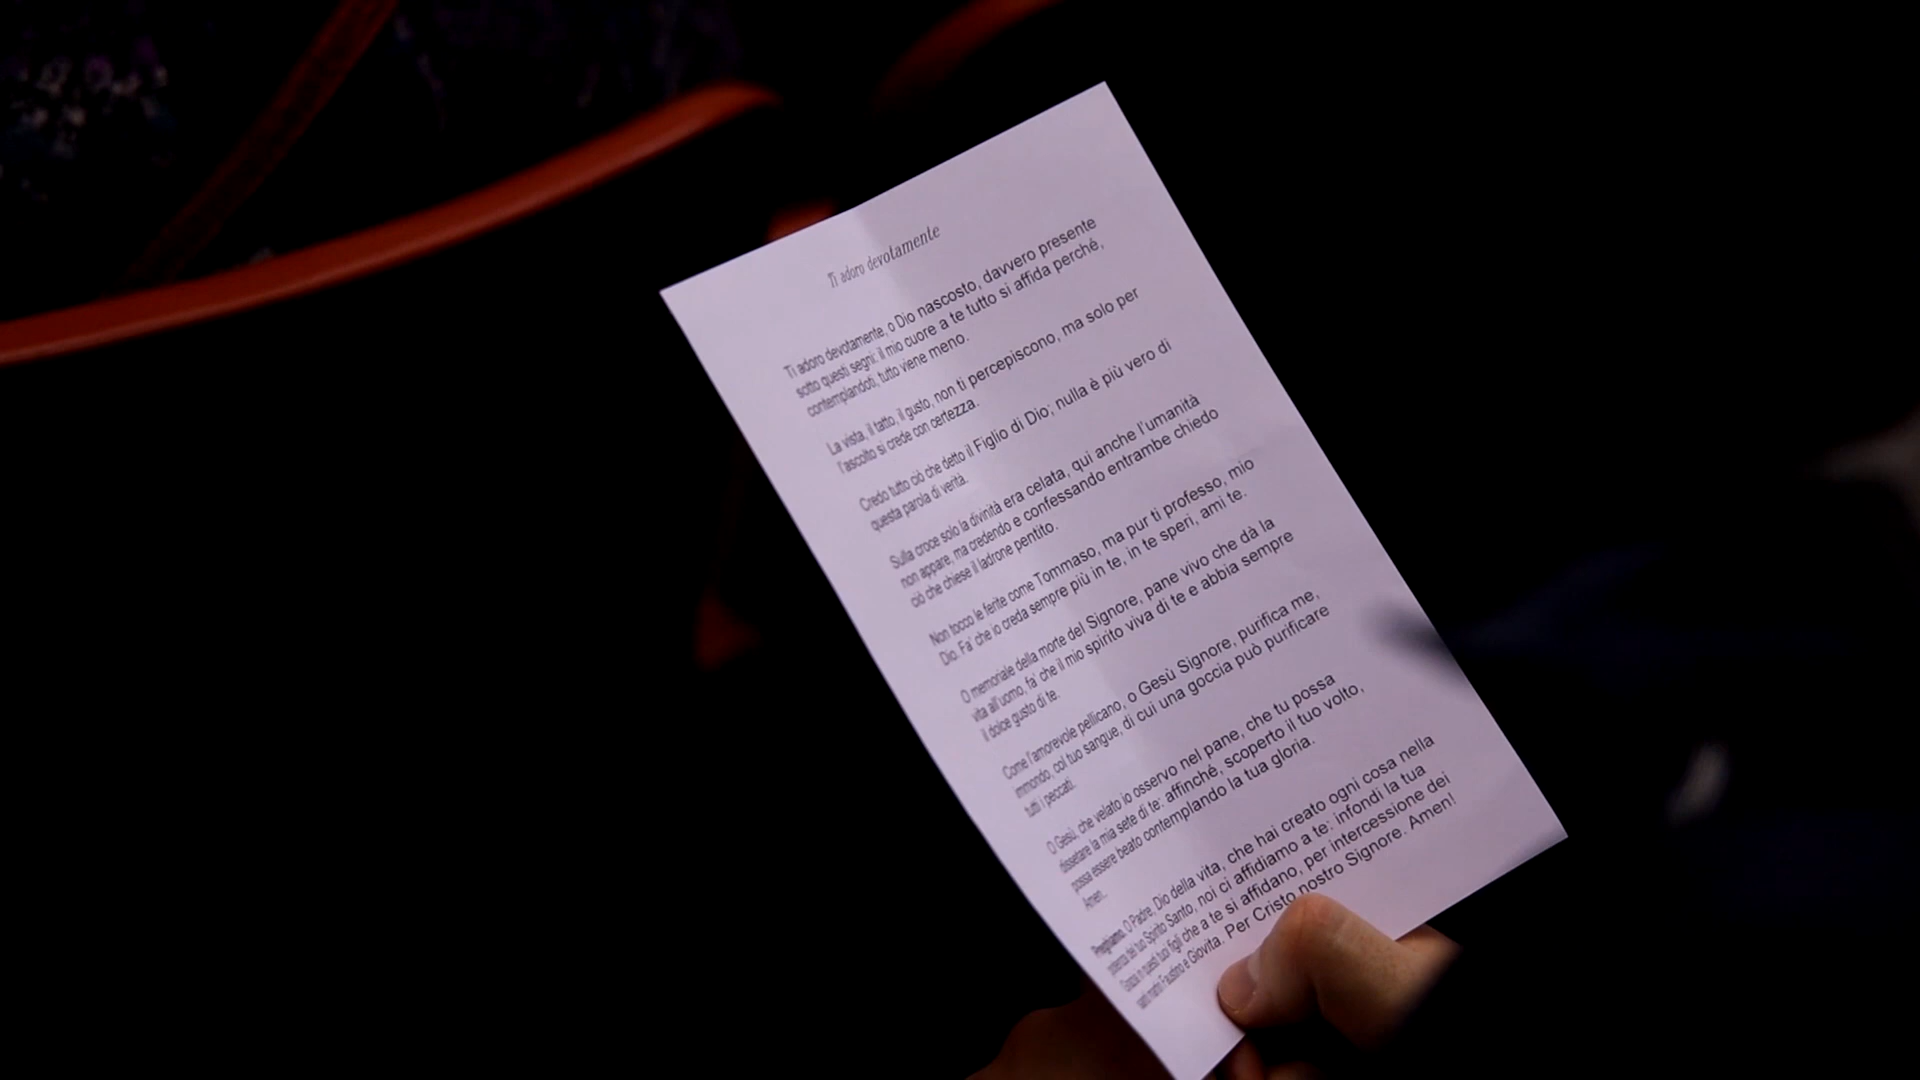 Ti adoro devotamente
Ti adoro devotamente, o Dio nascosto, davvero presente
sotto questi segni: il mio cuore a te tutto si affida perché,
contemplandoti, tutto viene meno.
La vista, il tatto, il gusto, non ti percepiscono, ma solo per
l'ascolto si crede con certezza.
Credo tutto ciò che detto il Figlio di Dio; nulla è più vero di
questa parola di verità.
Sulla croce solo la divinità era celata, qui anche l'umanità
non appare, ma credendo e confessando entrambe chiedo
ciò che chiese il ladrone pentito.
Non tocco le ferite come Tommaso, ma pur ti professo, mio
Dio. Fa' che io creda sempre più in te, in te speri, ami te.
O memoriale della morte del Signore, pane vivo che dà la
vita all'uomo, fa' che il mio spirito viva di te e abbia sempre
il dolce gusto di te.
Come l'amorevole pellicano, o Gesù Signore, purifica me,
immondo, col tuo sangue, di cui una goccia può purificare
tutti i peccati.
O Gesù, che velato io osservo nel pane, che tu possa
dissetare la mia sete di te: affinché, scoperto il tuo volto,
possa essere beato contemplando la tua gloria.
Amen.
Preghiamo. O Padre, Dio della vita, che hai creato ogni cosa nella
potenza del tuo Spirito Santo, noi ci affidiamo a te: infondi la tua
Grazia in questi tuoi figli che a te si affidano, per intercessione dei
santi martiri Faustino e Giovita. Per Cristo nostro Signore. Amen!